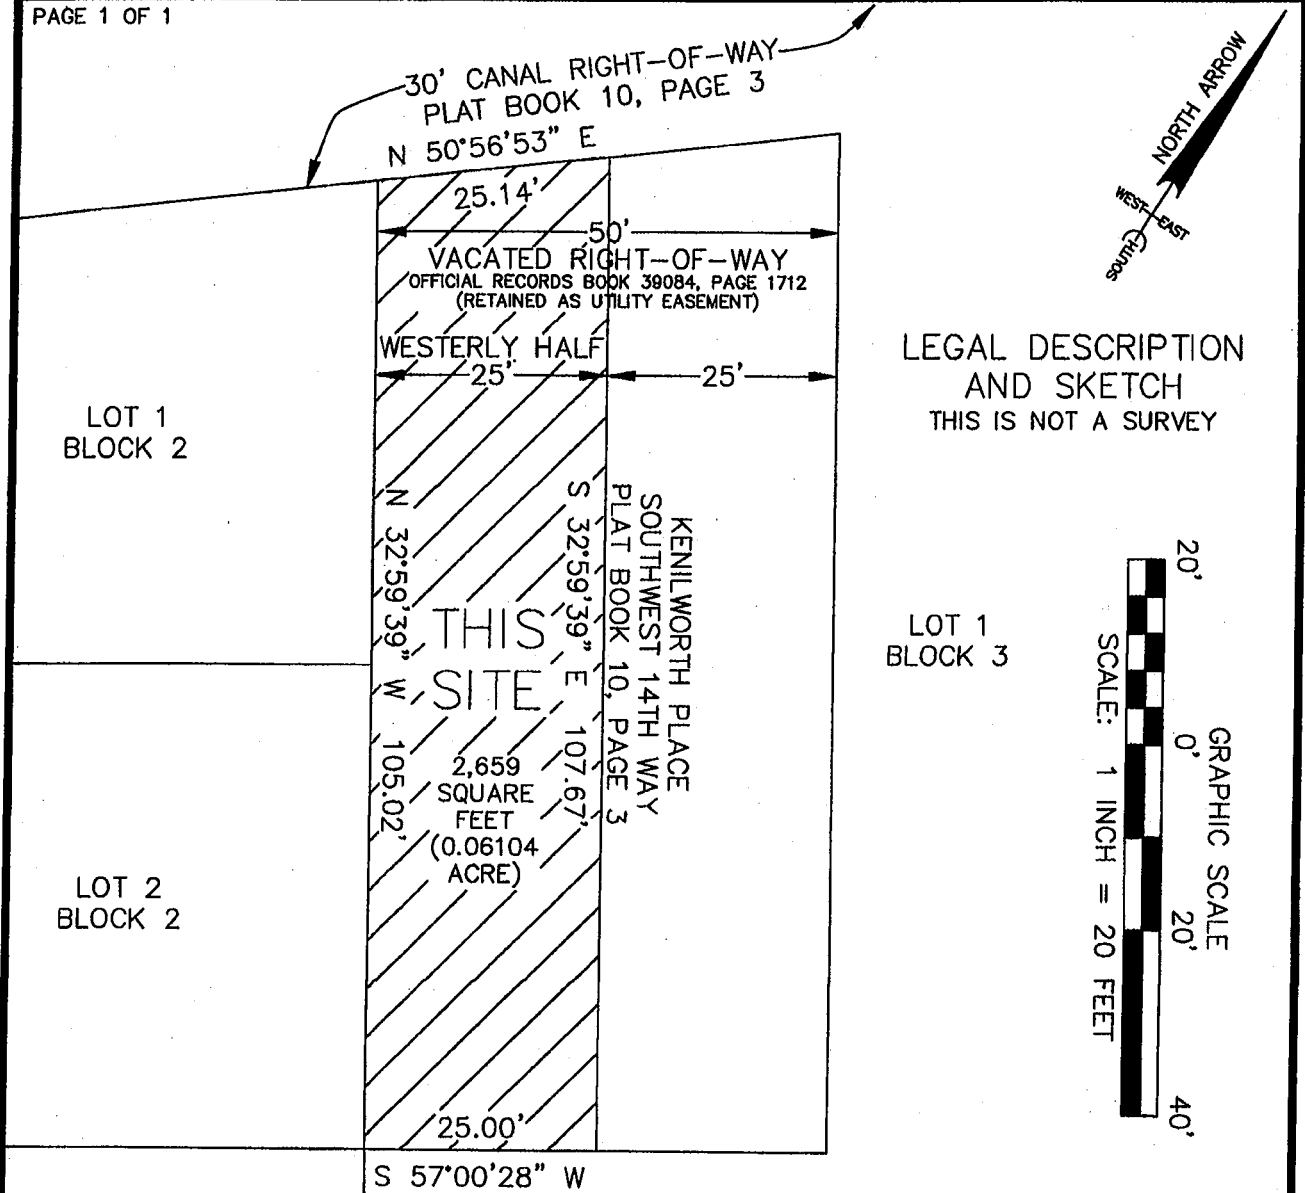 PAGE 1 OF 1
30' CANAL RIGHT-OF-WAY
PLAT BOOK 10, PAGE 3
N 50°56'53" E
25.14'
50'
VACATED RIGHT-OF-WAY
OFFICIAL RECORDS BOOK 39084, PAGE 1712
(RETAINED AS UTILITY EASEMENT)
WESTERLY HALF
25'
25'
NORTH ARROW
WEST
EAST
SOUTH
LEGAL DESCRIPTION
AND SKETCH
THIS IS NOT A SURVEY
LOT 1
BLOCK 2
N 32°59'39" W 105.02'
S 32°59'39" E 107.67'
KENILWORTH PLACE
SOUTHWEST 14TH WAY
PLAT BOOK 10, PAGE 3
THIS
SITE
2,659
SQUARE
FEET
(0.06104
ACRE)
LOT 1
BLOCK 3
20'
0'
20'
40'
GRAPHIC SCALE
SCALE: 1 INCH = 20 FEET
LOT 2
BLOCK 2
25.00'
S 57°00'28" W